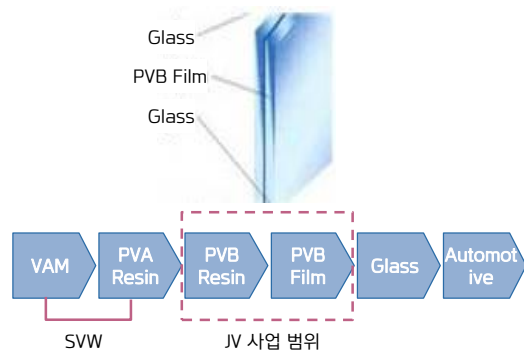 Glass
PVB Film
Glass
VAM
PVA
Resin
PVB
Resin
PVB
Film
Glass
Automot
ive
SVW
JV 사업 범위